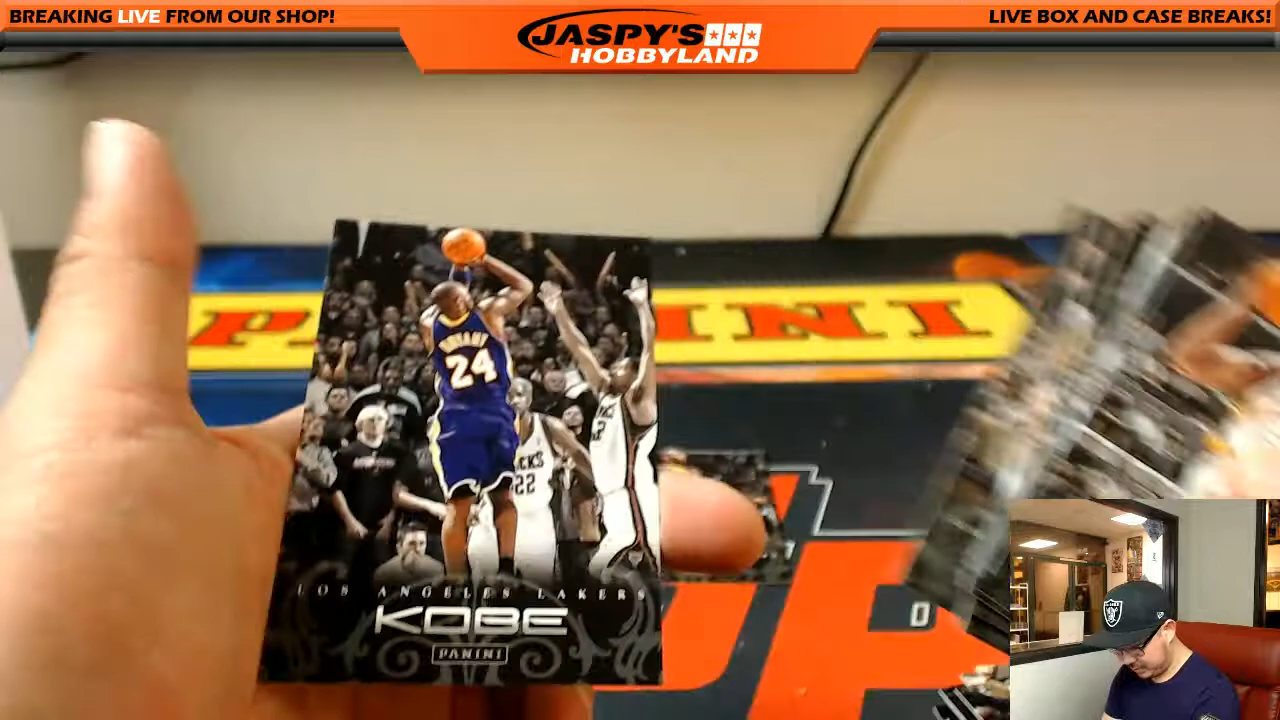 BREAKING LIVE FROM OUR SHOP!
JASPY'S
HOBBYLAND
LIVE BOX AND CASE BREAKS!
INI
BRYANT
24
CKS
22
LOS ANGELES LAKERS
KOBE
PANINI